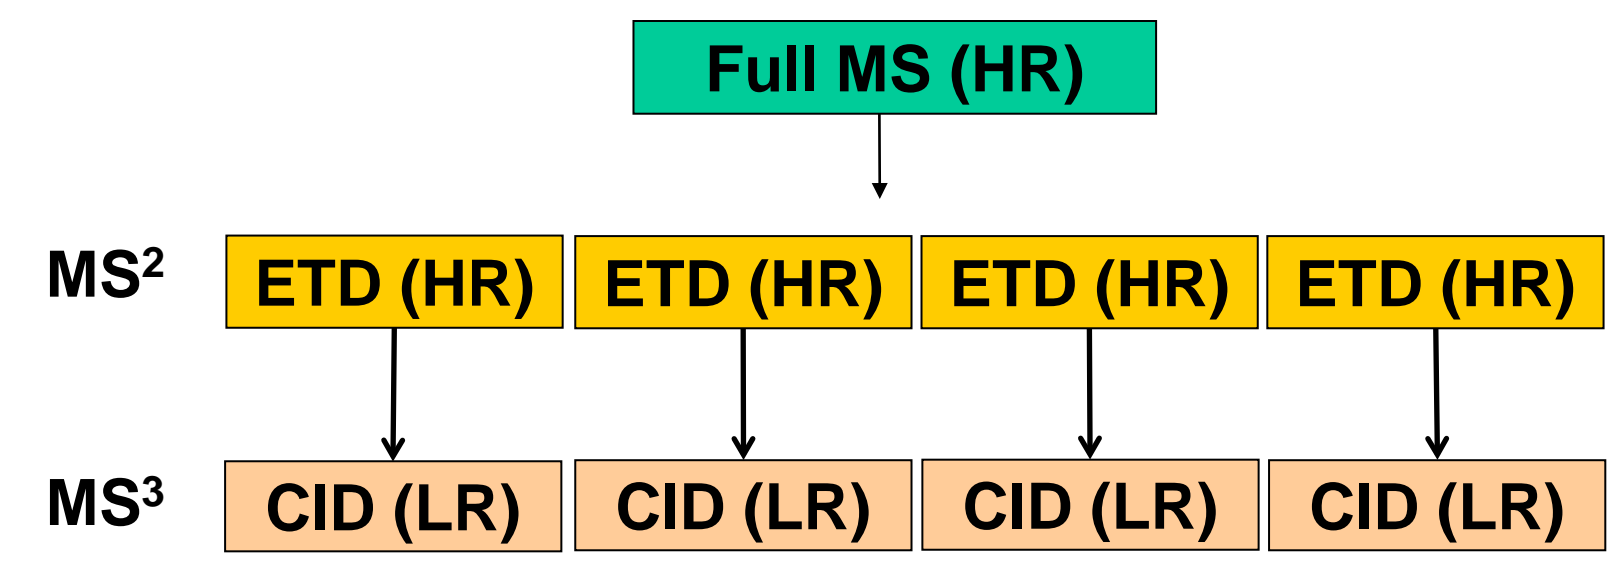 Full MS (HR)
MS² ETD (HR) ETD (HR) ETD (HR) ETD (HR)
MS³ CID (LR) CID (LR) CID (LR) CID (LR)